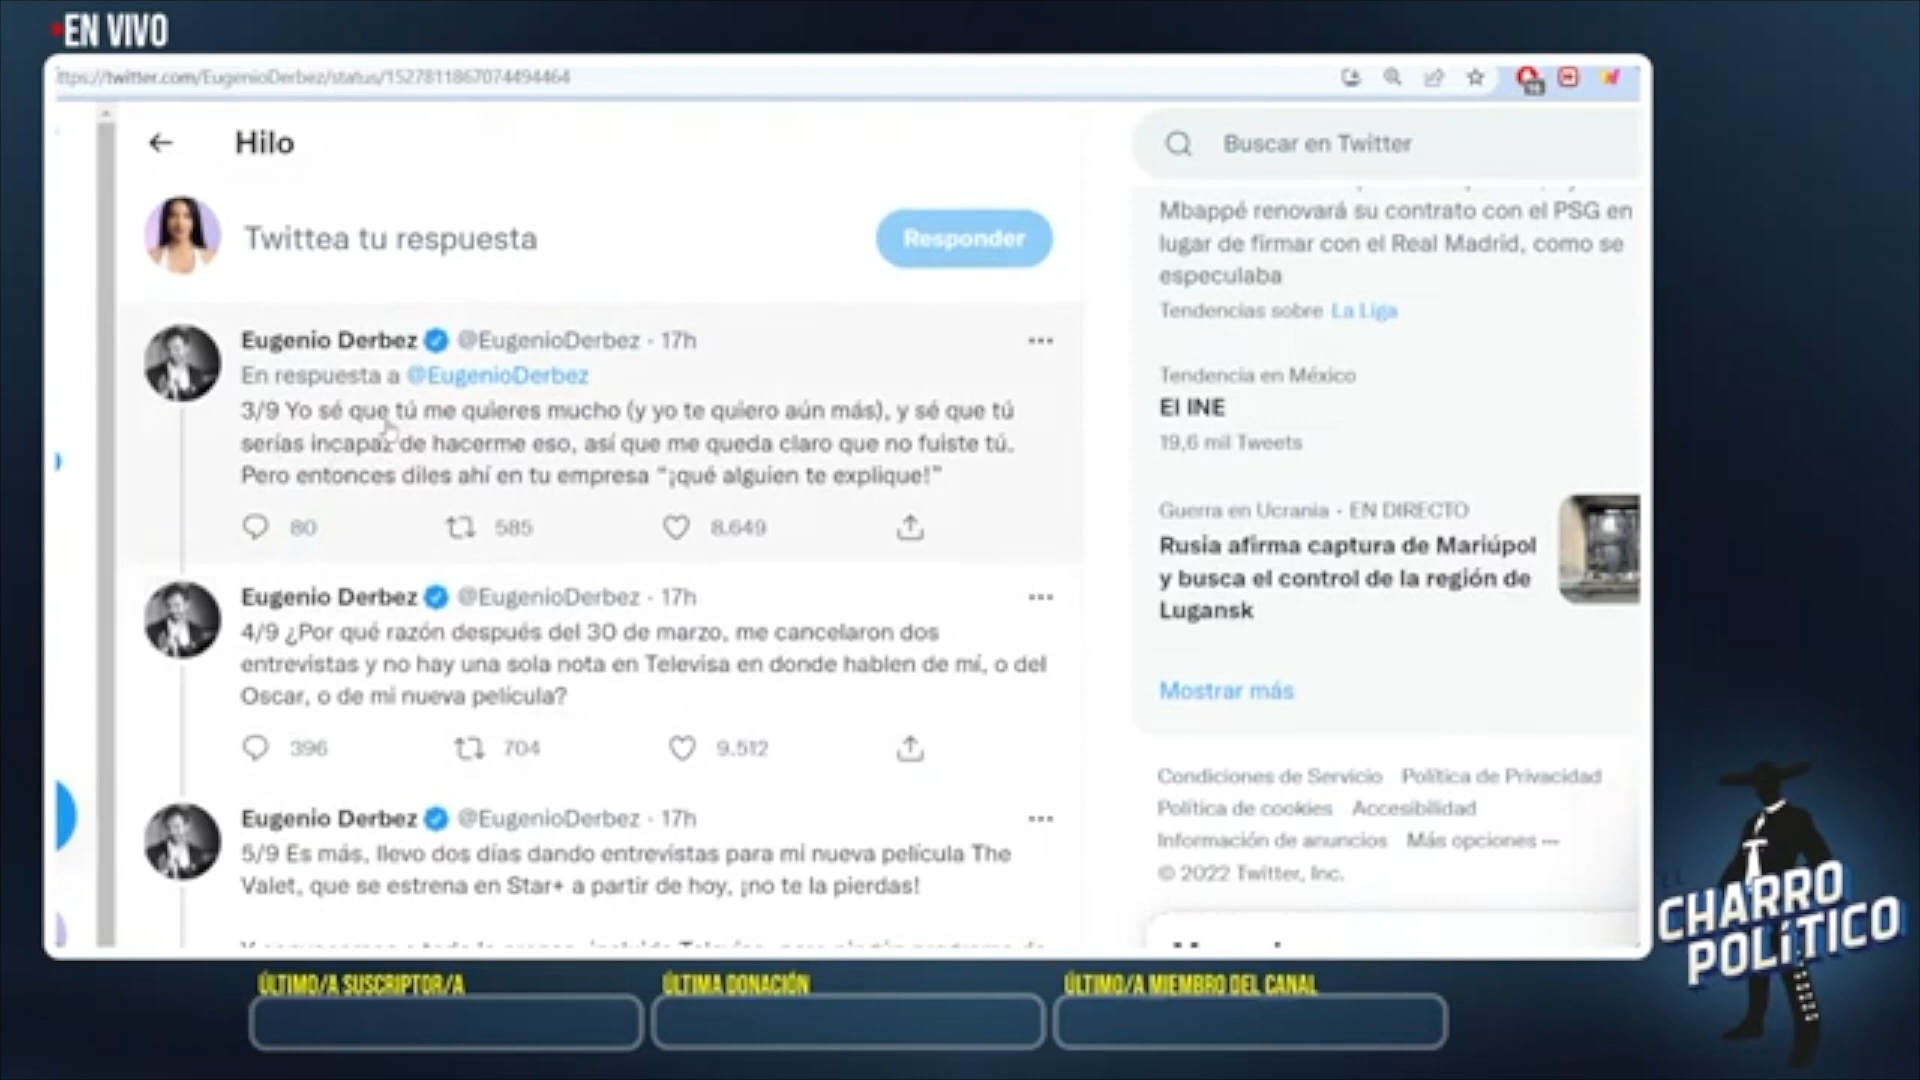 EN VIVO
ttps://twitter.com/EugenioDerbez/status/1527811867074494464
Hilo
Twittea tu respuesta
Responder
Eugenio Derbez @EugenioDerbez · 17h
En respuesta a @EugenioDerbez
3/9 Yo sé que tú me quieres mucho (y yo te quiero aún más), y sé que tú
serías incapaz de hacerme eso, así que me queda claro que no fuiste tú.
Pero entonces diles ahí en tu empresa “¡qué alguien te explique!”
80 585 8.649
Eugenio Derbez @EugenioDerbez · 17h
4/9 ¿Por qué razón después del 30 de marzo, me cancelaron dos
entrevistas y no hay una sola nota en Televisa en donde hablen de mí, o del
Oscar, o de mi nueva película?
396 704 9.512
Eugenio Derbez @EugenioDerbez · 17h
5/9 Es más, llevo dos días dando entrevistas para mi nueva película The
Valet, que se estrena en Star+ a partir de hoy, ¡no te la pierdas!
Buscar en Twitter
Mbappé renovará su contrato con el PSG en
lugar de firmar con el Real Madrid, como se
especulaba
Tendencias sobre La Liga
Tendencia en México
El INE
19,6 mil Tweets
Guerra en Ucrania · EN DIRECTO
Rusia afirma captura de Mariúpol
y busca el control de la región de
Lugansk
Mostrar más
Condiciones de Servicio Política de Privacidad
Política de cookies Accesibilidad
Información de anuncios Más opciones ···
© 2022 Twitter, Inc.
EL
CHARRO
POLÍTICO
ÚLTIMO/A SUSCRIPTOR/A
ÚLTIMA DONACIÓN
ÚLTIMO/A MIEMBRO DEL CANAL